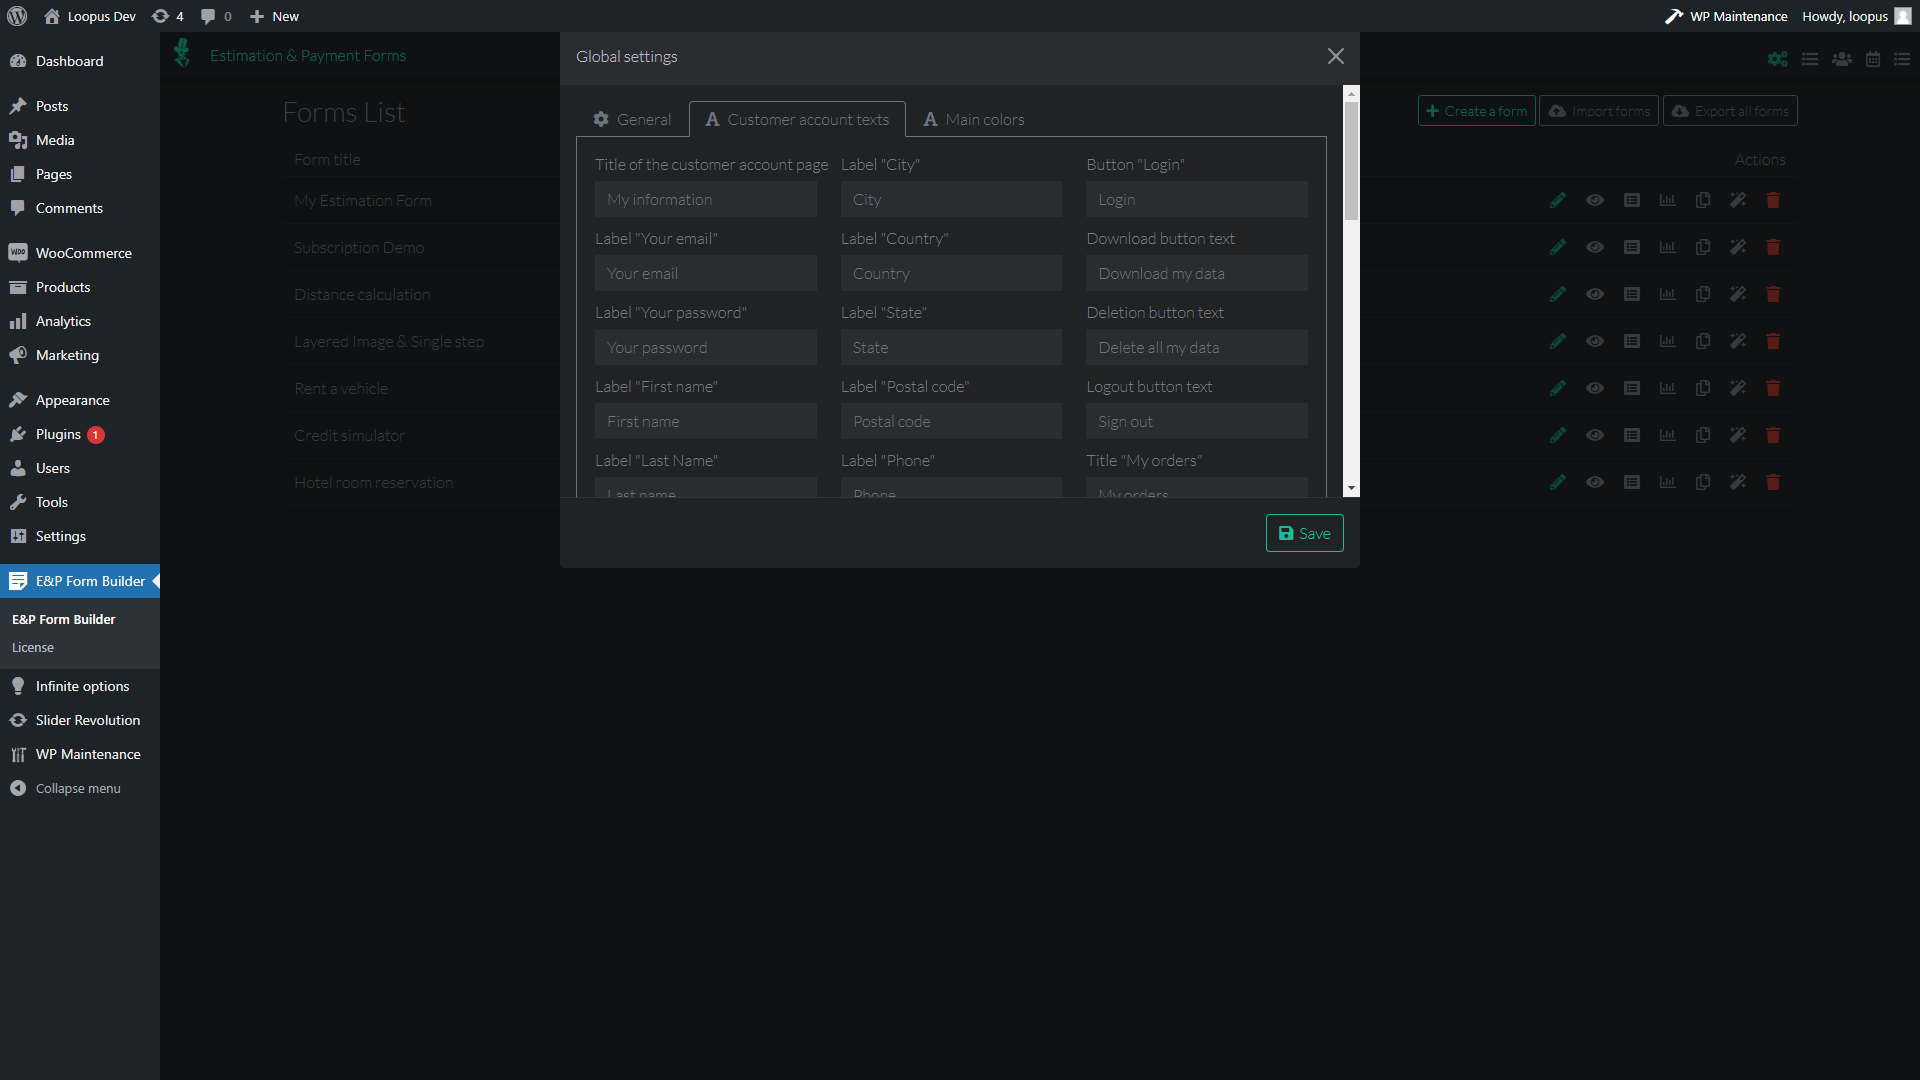 Loopus Dev 4 0 New WP Maintenance Howdy, loopus
Dashboard
Posts
Media
Pages
Comments
WooCommerce
Products
Analytics
Marketing
Appearance
Plugins 1
Users
Tools
Settings
E&P Form Builder
E&P Form Builder
License
Infinite options
Slider Revolution
WP Maintenance
Collapse menu
Estimation & Payment Forms
Forms List
Create a form Import forms Export all forms
Form title Actions
My Estimation Form
Subscription Demo
Distance calculation
Layered Image & Single step
Rent a vehicle
Credit simulator
Hotel room reservation
Global settings
General A Customer account texts A Main colors
Title of the customer account page Label "City" Button "Login"
My information City Login
Label "Your email" Label "Country" Download button text
Your email Country Download my data
Label "Your password" Label "State" Deletion button text
Your password State Delete all my data
Label "First name" Label "Postal code" Logout button text
First name Postal code Sign out
Label "Last Name" Label "Phone" Title "My orders"
Last name Phone My orders
Save